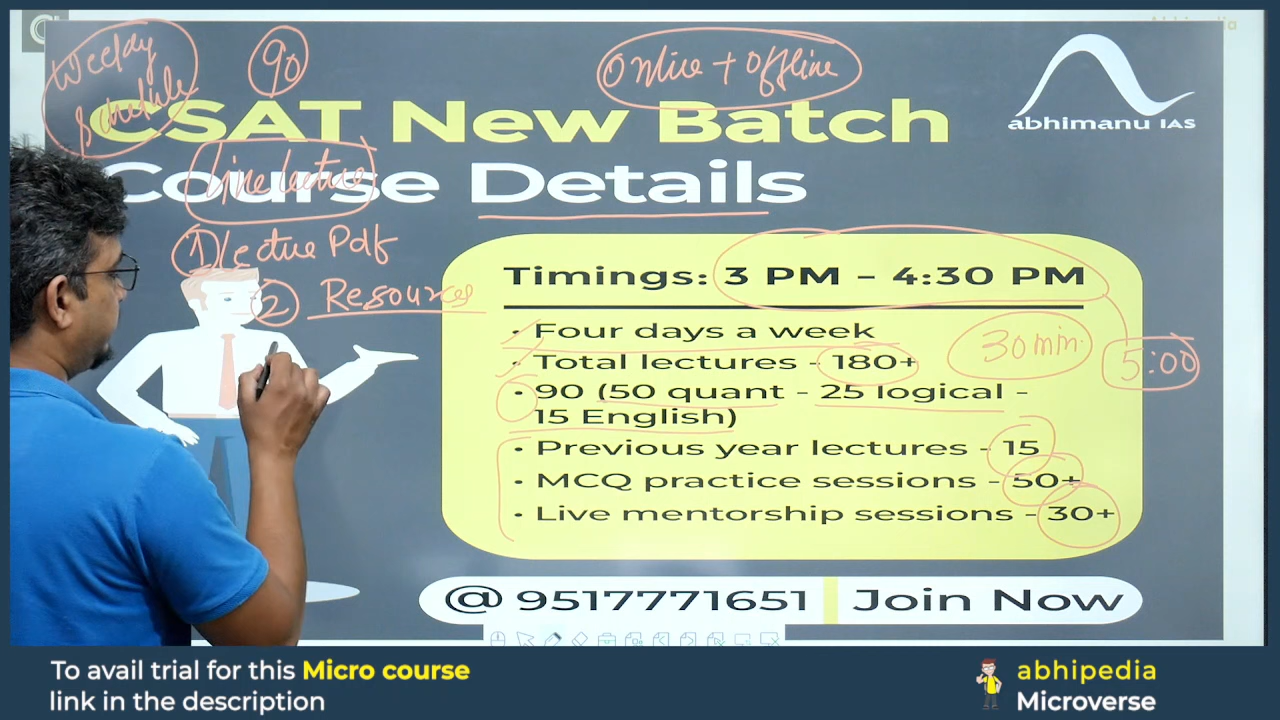 Weekly
Schedule
90
Online + Offline
CSAT New Batch
Course Details
abhimanu IAS
Live lecture
1 Lecture Pdf
2 Resources
Timings: 3 PM – 4:30 PM
• Four days a week
30 min.
• Total lectures - 180+
5:00
• 90 (50 quant - 25 logical -
15 English)
• Previous year lectures - 15
• MCQ practice sessions - 50+
• Live mentorship sessions - 30+
@ 9517771651 Join Now
To avail trial for this Micro course
link in the description
abhipedia
Microverse